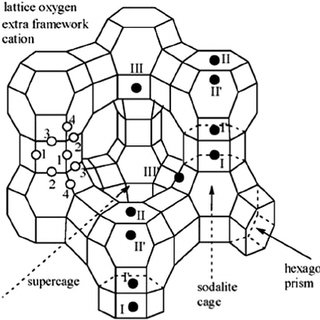 lattice oxygen
extra framework
cation
II
II'
III
4
3
2
1
1
I'
I
3
2
4
III
II
II'
supercage
I'
I
sodalite
cage
hexago
prism